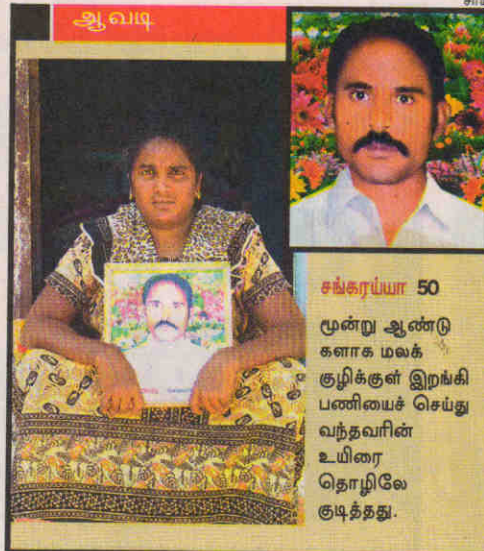 ஆவடி
சங்கரய்யா 50
மூன்று ஆண்டு
களாக மலக்
குழிக்குள் இறங்கி
பணியைச் செய்து
வந்தவரின்
உயிரை
தொழிலே
குடித்தது.